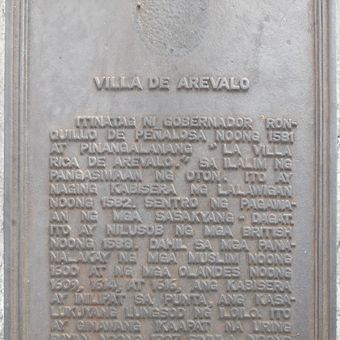 VILLA DE AREVALO
ITINATAG NI GOBERNADOR RON-
QUILLO DE PEÑALOSA NOONG 1581
AT PINANGALANANG "LA VILLA
RICA DE AREVALO," SA ILALIM NG
PANGASIWAAN NG OTON. ITO AY
NAGING KABISERA NG LALAWIGAN
NOONG 1582. SENTRO NG PAGAWA-
AN NG MGA SASAKYANG-DAGAT.
ITO AY NILUSOB NG MGA BRITISH
NOONG 1588. DAHIL SA MGA PANA-
NALAKAY NG MGA MUSLIM NOONG
1600 AT NG MGA OLANDES NOONG
1609, 1614, AT 1616, ANG KABISERA
AY INILIPAT SA PUNTA, ANG KASA-
LUKUYANG LUNGSOD NG ILOILO. ITO
AY GINAWANG IKAAPAT NA URING